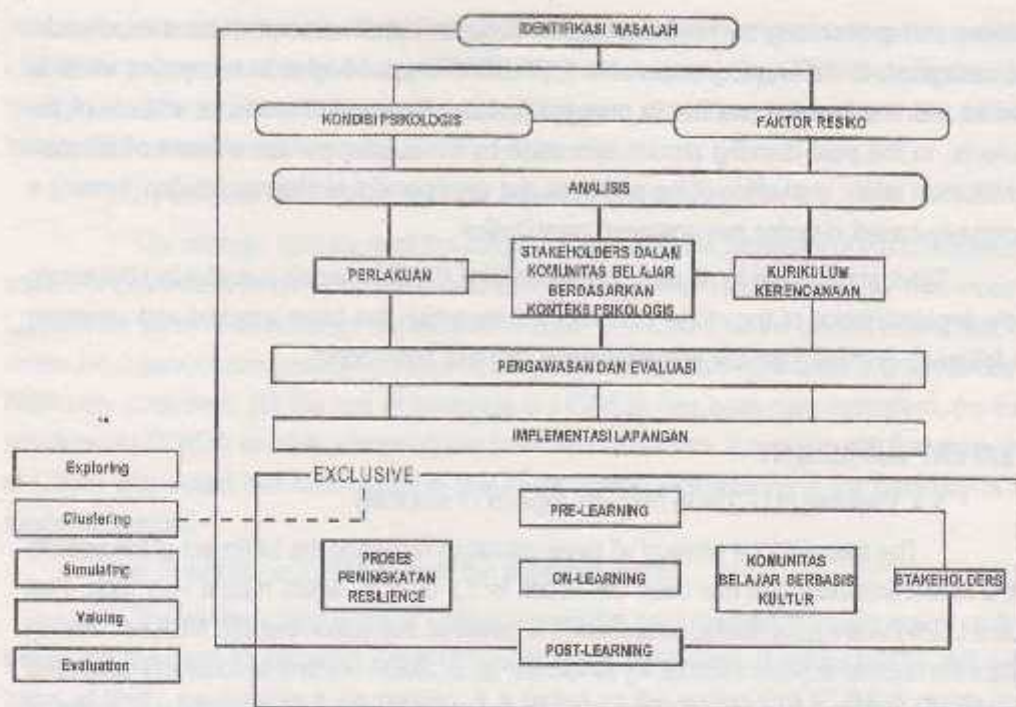 IDENTIFIKASI MASALAH
KONDISI PSIKOLOGIS
FAKTOR RESIKO
ANALISIS
PERLAKUAN
STAKEHOLDERS DALAM
KOMUNITAS BELAJAR
BERDASARKAN
KONTEKS PSIKOLOGIS
KURIKULUM
KERENCANAAN
PENGAWASAN DAN EVALUASI
IMPLEMENTASI LAPANGAN
EXCLUSIVE
Exploring
Clustering
Simulating
Valuing
Evaluation
PROSES
PENINGKATAN
RESILIENCE
PRE-LEARNING
ON-LEARNING
POST-LEARNING
KOMUNITAS
BELAJAR BERBASIS
KULTUR
STAKEHOLDERS